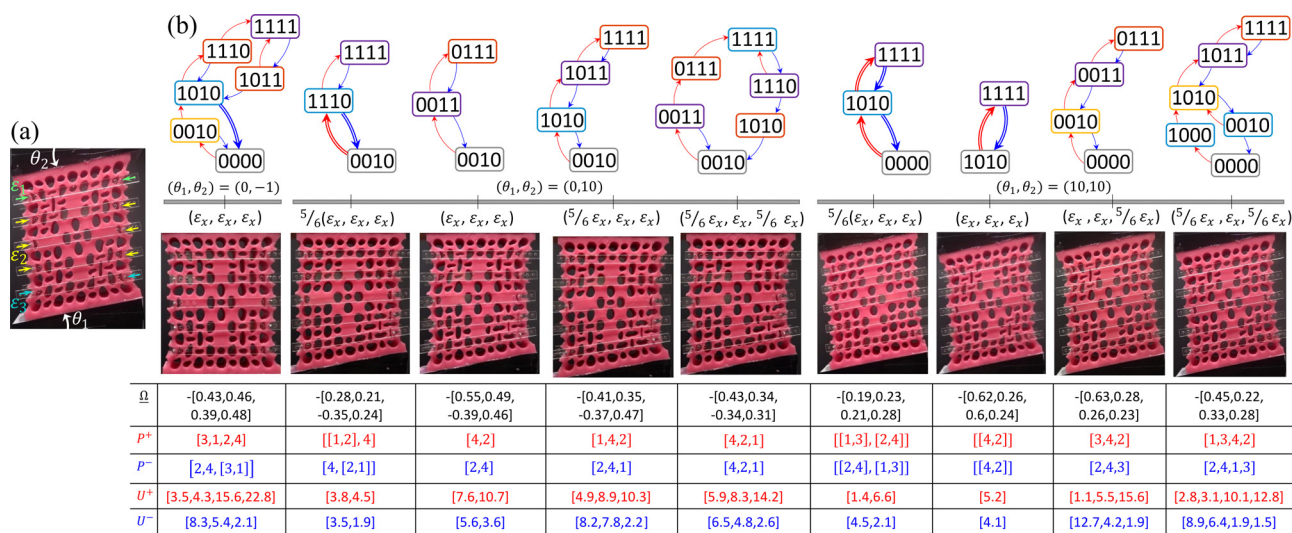 (b)
1111
1110
1011
1010
0010
0000
1111
1110
0010
0111
0011
0010
1111
1011
1010
0010
1111
0111
1110
0011
1010
0010
1111
1010
0000
1111
1010
0111
0011
0010
0000
1111
1011
1010
1000
0010
0000
(a)
θ₂
ε₁
ε₂
ε₃
θ₁
(θ₁, θ₂) = (0, −1)
(θ₁, θ₂) = (0,10)
(θ₁, θ₂) = (10,10)
(εₓ, εₓ, εₓ)
⁵/₆(εₓ, εₓ, εₓ)
(εₓ, εₓ, εₓ)
(⁵/₆ εₓ, εₓ, εₓ)
(⁵/₆ εₓ, εₓ, ⁵/₆ εₓ)
⁵/₆(εₓ, εₓ, εₓ)
(εₓ, εₓ, εₓ)
(εₓ , εₓ, ⁵/₆ εₓ)
(⁵/₆ εₓ , εₓ, ⁵/₆ εₓ)
Ω -[0.43,0.46, 0.39,0.48] -[0.28,0.21, -0.35,0.24] -[0.55,0.49, -0.39,0.46] -[0.41,0.35, -0.37,0.47] -[0.43,0.34, -0.34,0.31] -[0.19,0.23, 0.21,0.28] -[0.62,0.26, 0.6,0.24] -[0.63,0.28, 0.26,0.23] -[0.45,0.22, 0.33,0.28]
P⁺ [3,1,2,4] [[1,2], 4] [4,2] [1,4,2] [4,2,1] [[1,3], [2,4]] [[4,2]] [3,4,2] [1,3,4,2]
P⁻ [2,4, [3,1]] [4, [2,1]] [2,4] [2,4,1] [4,2,1] [[2,4], [1,3]] [[4,2]] [2,4,3] [2,4,1,3]
U⁺ [3.5,4.3,15.6,22.8] [3.8,4.5] [7.6,10.7] [4.9,8.9,10.3] [5.9,8.3,14.2] [1.4,6.6] [5.2] [1.1,5.5,15.6] [2.8,3.1,10.1,12.8]
U⁻ [8.3,5.4,2.1] [3.5,1.9] [5.6,3.6] [8.2,7.8,2.2] [6.5,4.8,2.6] [4.5,2.1] [4.1] [12.7,4.2,1.9] [8.9,6.4,1.9,1.5]